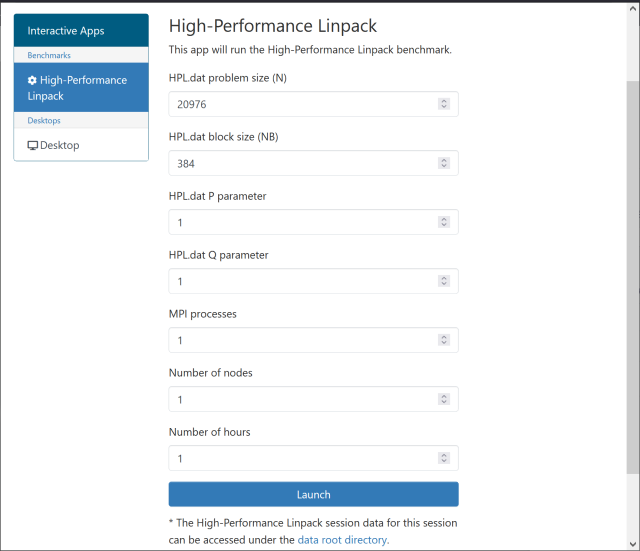 Interactive Apps
Benchmarks
High-Performance
Linpack
Desktops
Desktop
High-Performance Linpack
This app will run the High-Performance Linpack benchmark.
HPL.dat problem size (N)
20976
HPL.dat block size (NB)
384
HPL.dat P parameter
1
HPL.dat Q parameter
1
MPI processes
1
Number of nodes
1
Number of hours
1
Launch
* The High-Performance Linpack session data for this session
can be accessed under the data root directory.